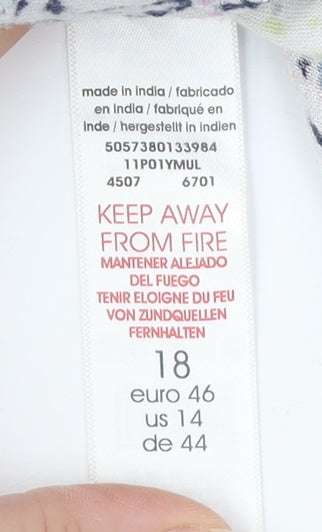 made in india / fabricado
en india / fabriqué en
inde / hergestellt in indien
5057380133984
11P01YMUL
4507 6701
KEEP AWAY
FROM FIRE
MANTENER ALEJADO
DEL FUEGO
TENIR ELOIGNE DU FEU
VON ZUNDQUELLEN
FERNHALTEN
18
euro 46
us 14
de 44